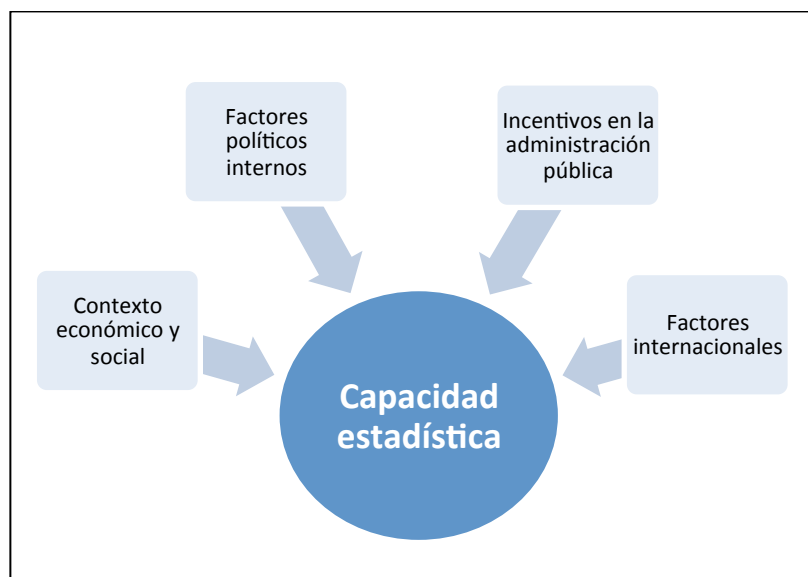 Factores
políticos
internos
Incentivos en la
administración
pública
Contexto
económico y
social
Factores
internacionales
Capacidad
estadística